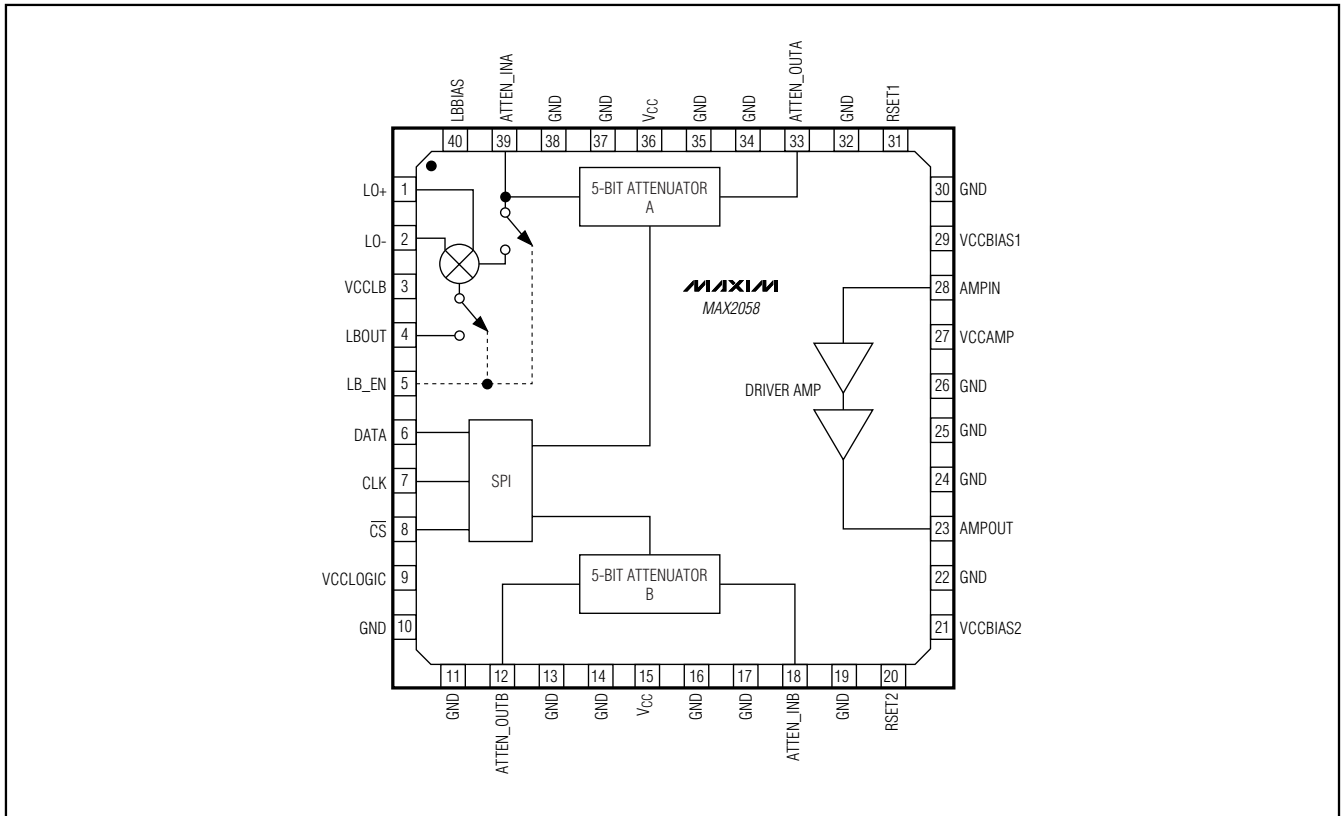 LBBIAS
ATTEN_INA
GND
GND
VCC
GND
GND
ATTEN_OUTA
GND
RSET1
40
39
38
37
36
35
34
33
32
31
LO+ 1
LO- 2
VCCLB 3
LBOUT 4
LB_EN 5
DATA 6
CLK 7
CS 8
VCCLOGIC 9
GND 10
5-BIT ATTENUATOR
A
MAXIM
MAX2058
DRIVER AMP
SPI
5-BIT ATTENUATOR
B
30 GND
29 VCCBIAS1
28 AMPIN
27 VCCAMP
26 GND
25 GND
24 GND
23 AMPOUT
22 GND
21 VCCBIAS2
11
12
13
14
15
16
17
18
19
20
GND
ATTEN_OUTB
GND
GND
VCC
GND
GND
ATTEN_INB
GND
RSET2